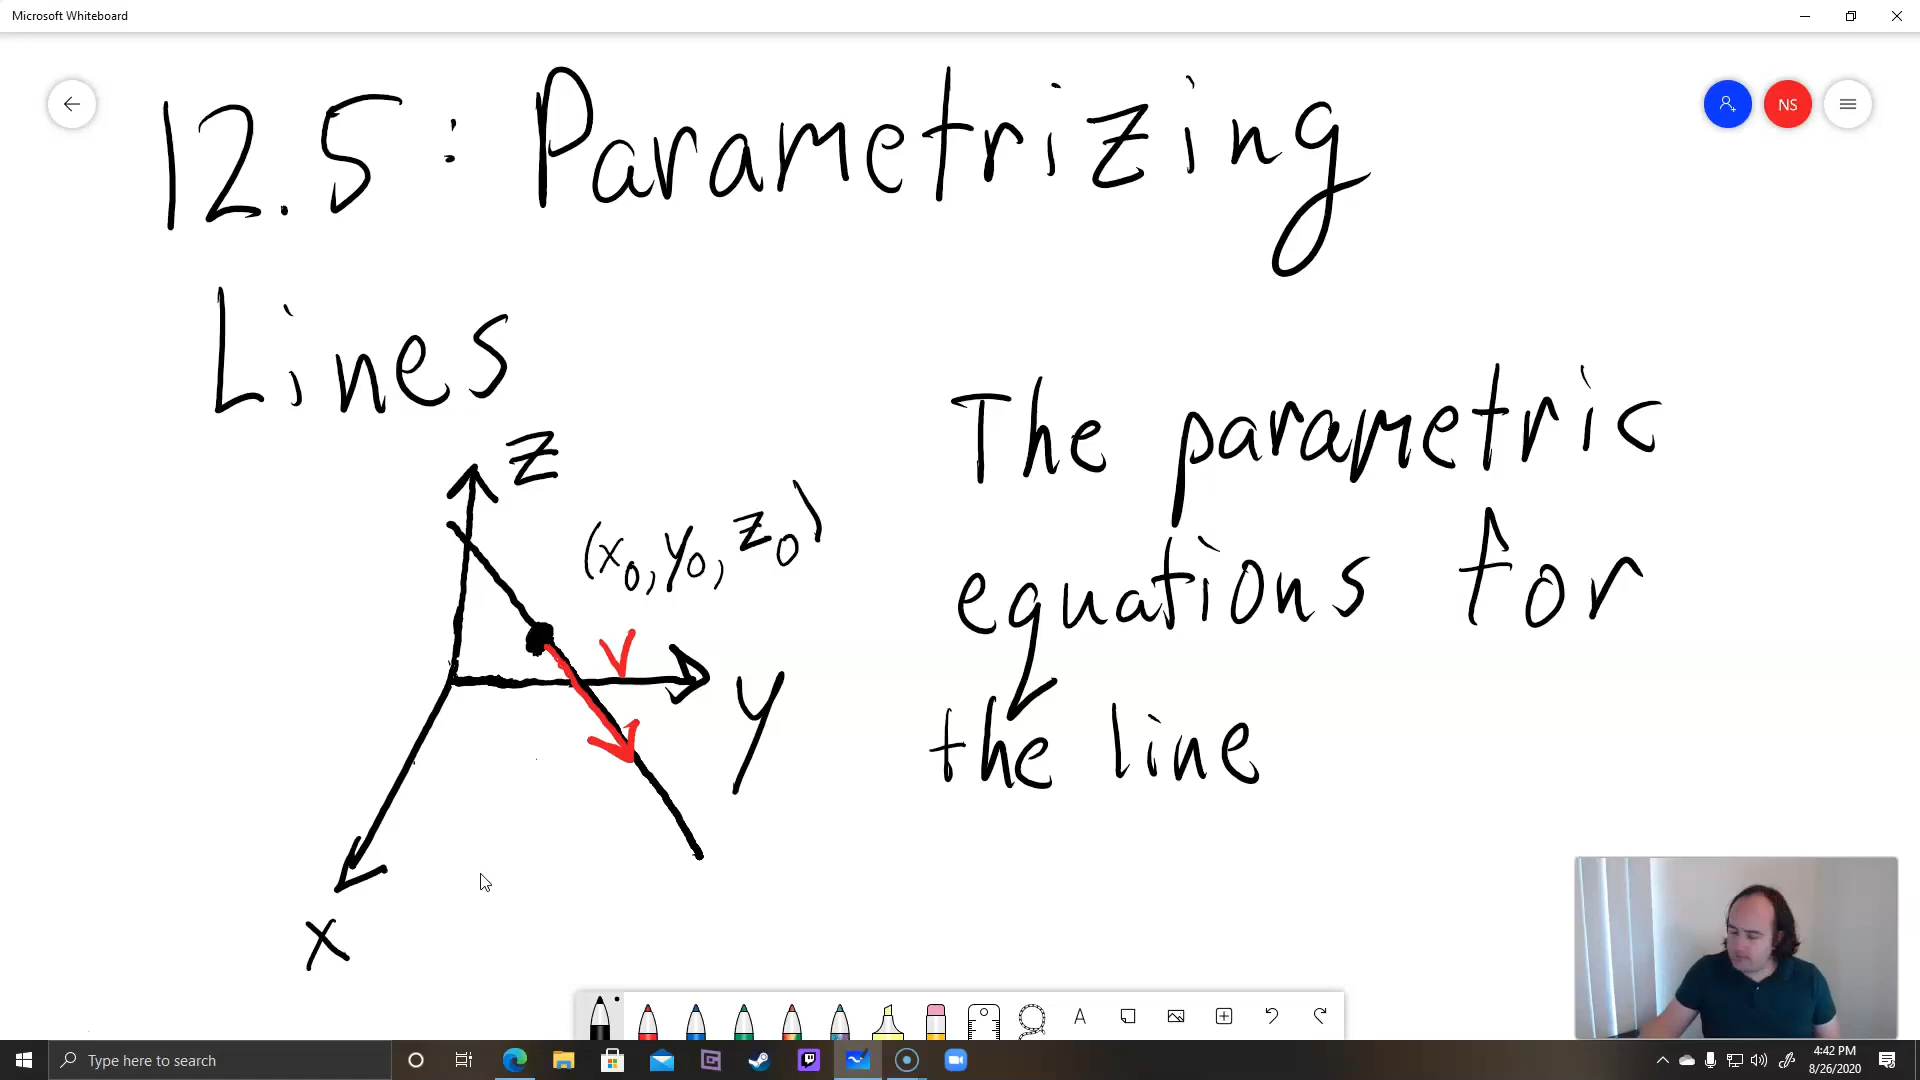 Microsoft Whiteboard
NS
12.5: Parametrizing
Lines
z
(x₀, y₀, z₀)
v
y
x
The parametric
equations for
the line
A
Type here to search
4:42 PM
8/26/2020